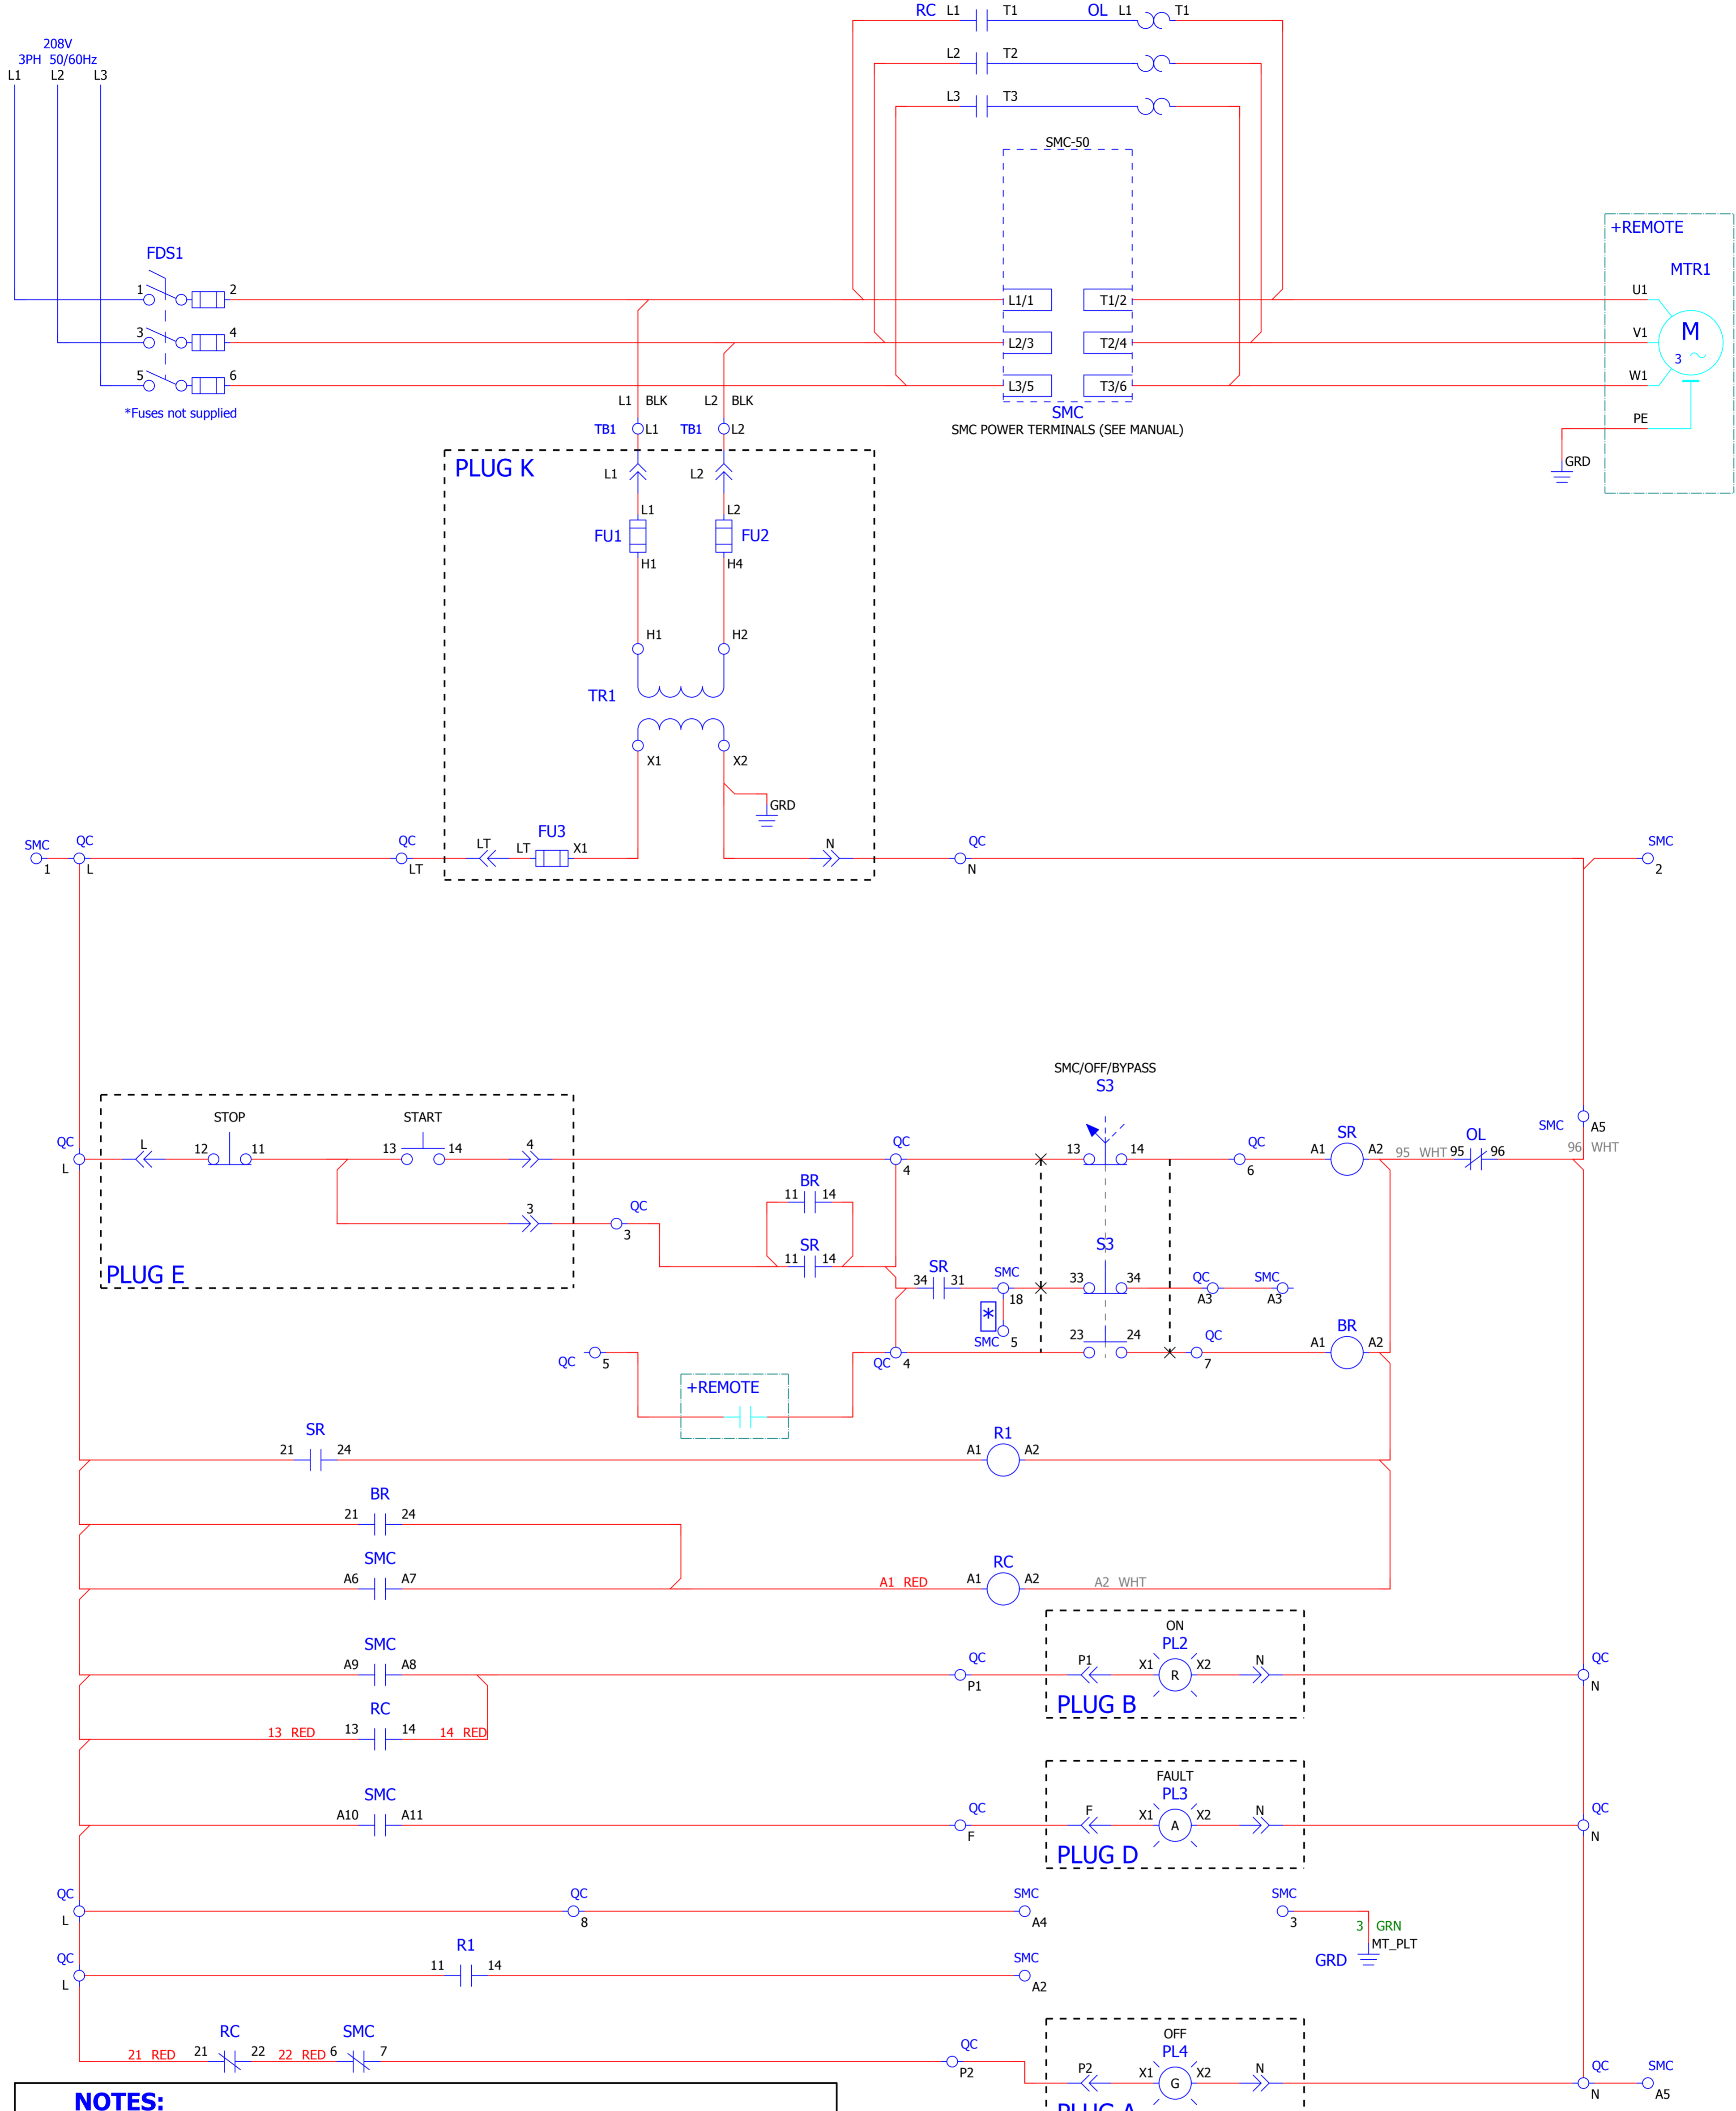 RC L1 T1 OL L1 T1
208V
3PH 50/60Hz
L1 L2 L3
L2 T2
L3 T3
SMC-50
+REMOTE
MTR1
FDS1
1 2
L1/1 T1/2
U1
3 4
L2/3 T2/4
V1
M
3
5 6
L3/5 T3/6
W1
*Fuses not supplied
L1 BLK L2 BLK
SMC
PE
TB1 L1 TB1 L2
SMC POWER TERMINALS (SEE MANUAL)
GRD
PLUG K
L1 L2
L1 L2
FU1 FU2
H1 H4
H1 H2
TR1
X1 X2
GRD
FU3
SMC QC QC LT LT X1 N QC SMC
1 L LT N 2
SMC/OFF/BYPASS
S3
STOP START
SMC A5
QC L 12 11 13 14 4 QC 13 14 QC SR A1 A2 95 WHT 95 OL 96 96 WHT
L 4 6
BR
11 14
3 QC
3
SR
11 14
S3
PLUG E
SR
34 31 SMC 33 34 QC SMC
18 A3 A3
*
SMC 5
23 24 QC BR A1 A2
QC 5 QC 4 7
+REMOTE
SR
21 24
R1
A1 A2
BR
21 24
SMC
A6 A7
A1 RED
RC
A1 A2
A2 WHT
ON
SMC
A9 A8
QC
P1
P1 X1 PL2 X2 N
R
QC
N
PLUG B
RC
13 RED 13 14 14 RED
FAULT
SMC
A10 A11
QC
F
F X1 PL3 X2 N
A
QC
N
PLUG D
QC QC SMC SMC
L 8 A4 3
3 GRN
MT_PLT
GRD
QC R1 SMC
L 11 14 A2
OFF
RC SMC
21 RED 21 22 22 RED 6 7
QC
P2
P2 X1 PL4 X2 N
G
QC SMC
N A5
NOTES:
PLUG A